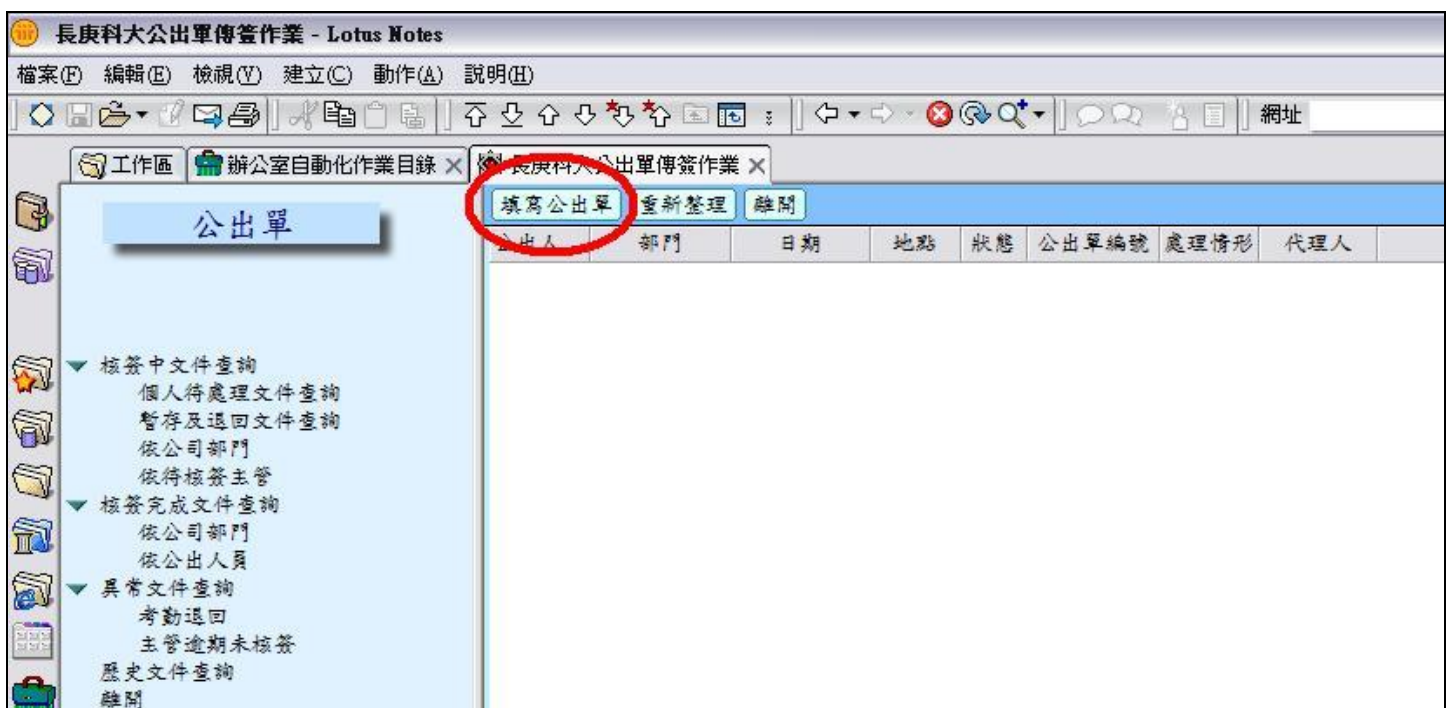 長庚科大公出單傳簽作業 - Lotus Notes
檔案(F) 編輯(E) 檢視(V) 建立(C) 動作(A) 說明(H)
網址
工作區 辦公室自動化作業目錄 長庚科大公出單傳簽作業
填寫公出單 重新整理 離開
公出單
公出人 部門 日期 地點 狀態 公出單編號 處理情形 代理人
核簽中文件查詢
個人待處理文件查詢
暫存及退回文件查詢
依公司部門
依待核簽主管
核簽完成文件查詢
依公司部門
依公出人員
異常文件查詢
考勤退回
主管逾期未核簽
歷史文件查詢
離開